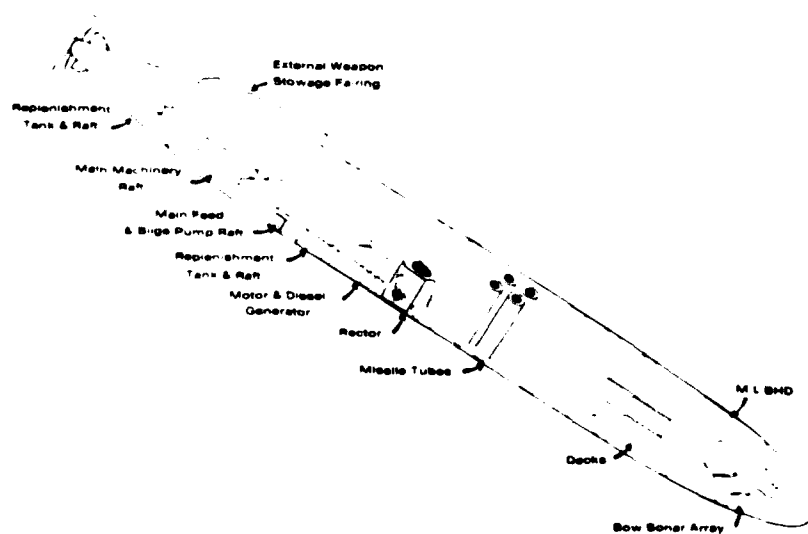 External Weapon
Stowage Fairing
Replenishment
Tank & Raft
Main Machinery
Raft
Main Feed
& Bilge Pump Raft
Replenishment
Tank & Raft
Motor & Diesel
Generator
Rector
Missile Tubes
M L BHD
Decks
Bow Sonar Array